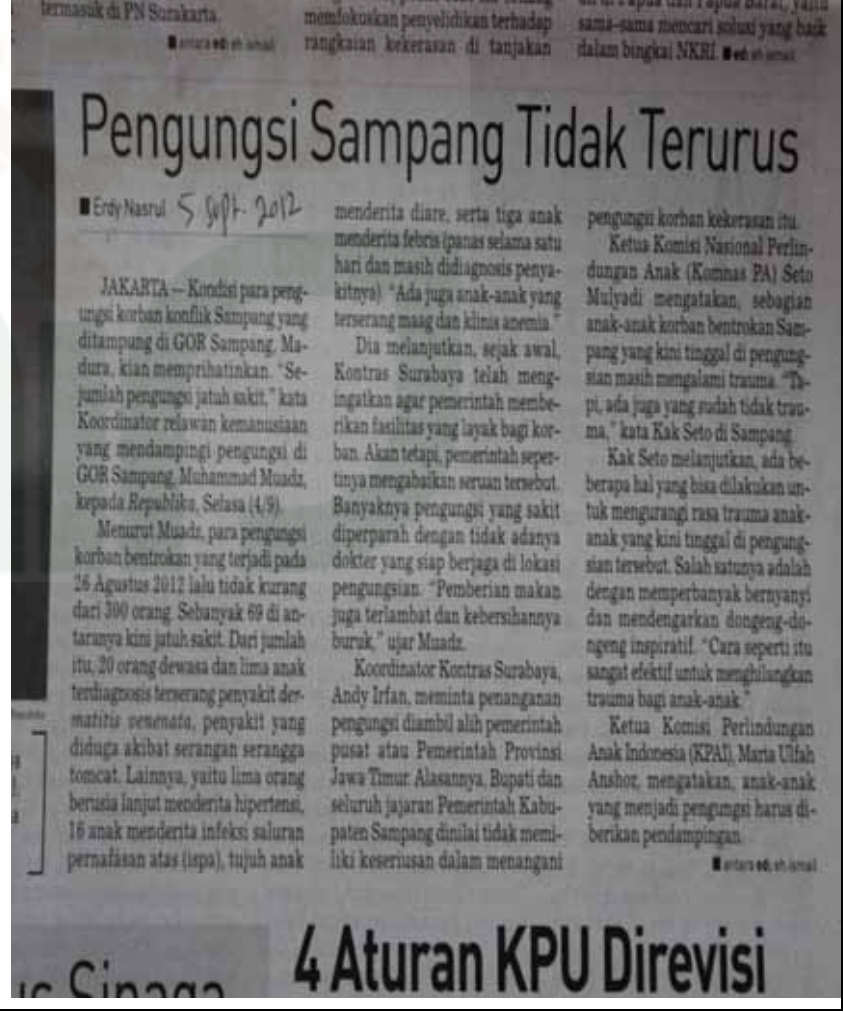 termasuk di PN Surakarta.
■ antara ed: eh ismail
memfokuskan penyelidikan terhadap
rangkaian kekerasan di tanjakan
sama-sama mencari solusi yang baik
dalam bingkai NKRI. ■ ed: eh ismail
Pengungsi Sampang Tidak Terurus
■ Erdy Nasrul 5 Sept. 2012
JAKARTA — Kondisi para peng-
ungsi korban konflik Sampang yang
ditampung di GOR Sampang, Ma-
dura, kian memprihatinkan. "Se-
jumlah pengungsi jatuh sakit," kata
Koordinator relawan kemanusiaan
yang mendampingi pengungsi di
GOR Sampang, Muhammad Muadz,
kepada Republika, Selasa (4/9).
Menurut Muadz, para pengungsi
korban bentrokan yang terjadi pada
26 Agustus 2012 lalu tidak kurang
dari 300 orang. Sebanyak 69 di an-
taranya kini jatuh sakit. Dari jumlah
itu, 20 orang dewasa dan lima anak
terdiagnosis terserang penyakit der-
matitis venenata, penyakit yang
diduga akibat serangan serangga
tomcat. Lainnya, yaitu lima orang
berusia lanjut menderita hipertensi,
16 anak menderita infeksi saluran
pernafasan atas (ispa), tujuh anak
menderita diare, serta tiga anak
menderita febris (panas selama satu
hari dan masih didiagnosis penya-
kitnya). "Ada juga anak-anak yang
terserang maag dan klinis anemia."
Dia melanjutkan, sejak awal,
Kontras Surabaya telah meng-
ingatkan agar pemerintah membe-
rikan fasilitas yang layak bagi kor-
ban. Akan tetapi, pemerintah seper-
tinya mengabaikan seruan tersebut.
Banyaknya pengungsi yang sakit
diperparah dengan tidak adanya
dokter yang siap berjaga di lokasi
pengungsian. "Pemberian makan
juga terlambat dan kebersihannya
buruk," ujar Muadz.
Koordinator Kontras Surabaya,
Andy Irfan, meminta penanganan
pengungsi diambil alih pemerintah
pusat atau Pemerintah Provinsi
Jawa Timur. Alasannya, Bupati dan
seluruh jajaran Pemerintah Kabu-
paten Sampang dinilai tidak memi-
liki keseriusan dalam menangani
pengungsi korban kekerasan itu.
Ketua Komisi Nasional Perlin-
dungan Anak (Komnas PA) Seto
Mulyadi mengatakan, sebagian
anak-anak korban bentrokan Sam-
pang yang kini tinggal di pengung-
sian masih mengalami trauma. "Ta-
pi, ada juga yang sudah tidak trau-
ma," kata Kak Seto di Sampang.
Kak Seto melanjutkan, ada be-
berapa hal yang bisa dilakukan un-
tuk mengurangi rasa trauma anak-
anak yang kini tinggal di pengung-
sian tersebut. Salah satunya adalah
dengan memperbanyak bernyanyi
dan mendengarkan dongeng-do-
ngeng inspiratif. "Cara seperti itu
sangat efektif untuk menghilangkan
trauma bagi anak-anak."
Ketua Komisi Perlindungan
Anak Indonesia (KPAI), Maria Ulfah
Anshor, mengatakan, anak-anak
yang menjadi pengungsi harus di-
berikan pendampingan.
■ antara ed: eh ismail
Sinaga
4 Aturan KPU Direvisi